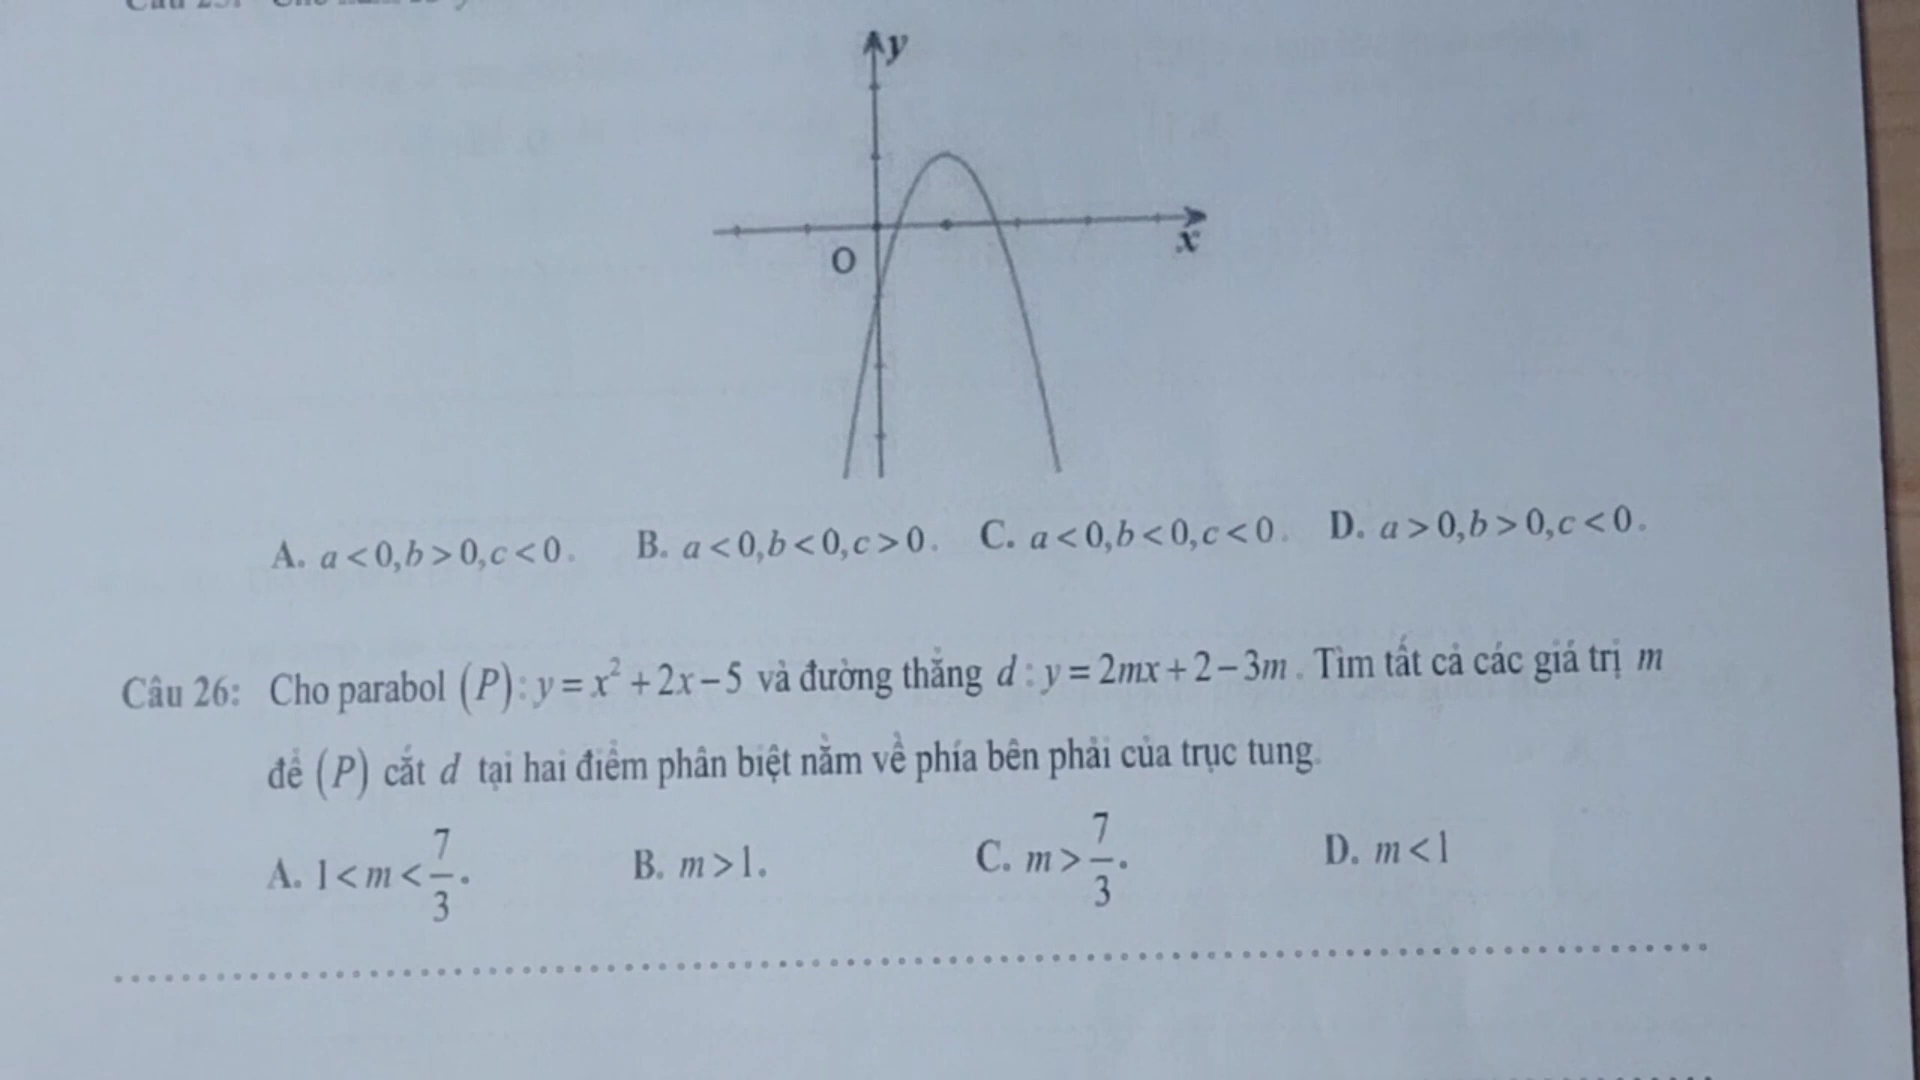 y
x
O
A. a<0,b>0,c<0. B. a<0,b<0,c>0. C. a<0,b<0,c<0. D. a>0,b>0,c<0.
Câu 26: Cho parabol (P): y = x² + 2x − 5 và đường thẳng d : y = 2mx + 2 − 3m. Tìm tất cả các giá trị m
để (P) cắt d tại hai điểm phân biệt nằm về phía bên phải của trục tung.
A. 1 < m < 7/3. B. m > 1. C. m > 7/3. D. m < 1